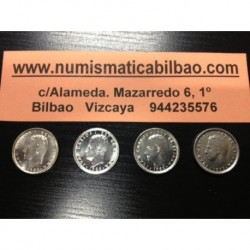 www.numismaticabilbao.com
c/Alameda. Mazarredo 6, 1º
Bilbao Vizcaya 944235576